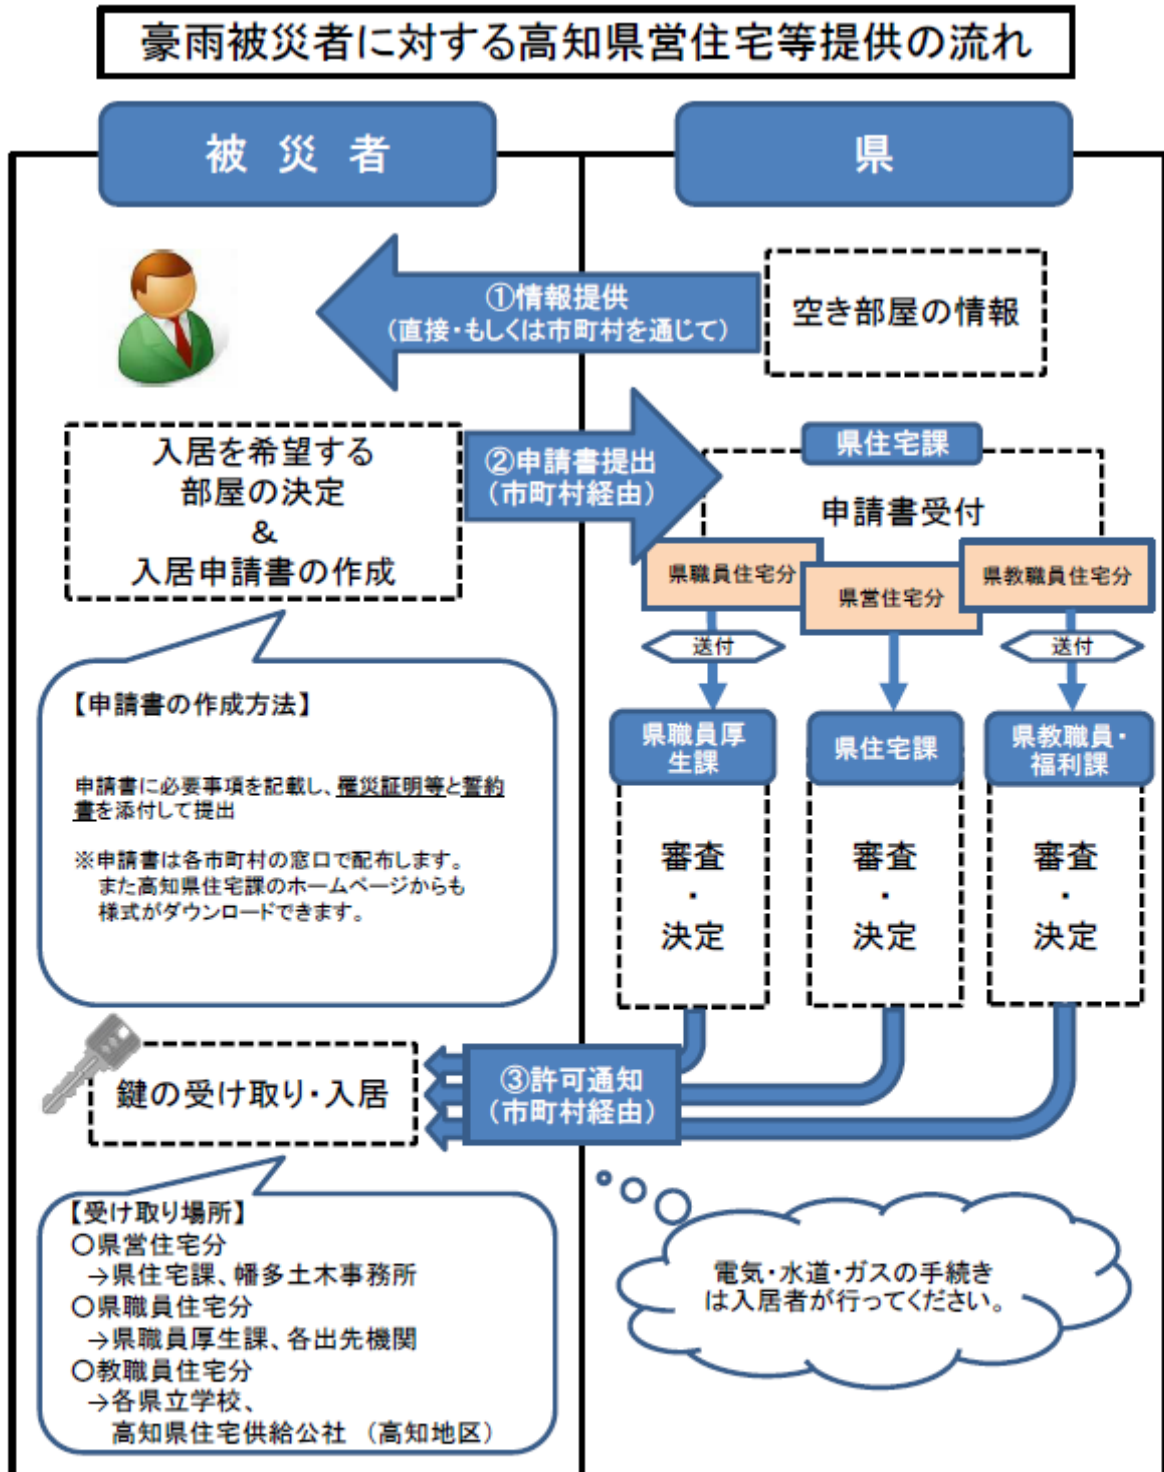 豪雨被災者に対する高知県営住宅等提供の流れ
被災者
県
①情報提供
（直接・もしくは市町村を通じて）
空き部屋の情報
入居を希望する
部屋の決定
＆
入居申請書の作成
②申請書提出
（市町村経由）
県住宅課
申請書受付
県職員住宅分
県営住宅分
県教職員住宅分
送付
送付
県職員厚
生課
県住宅課
県教職員・
福利課
審査
・
決定
審査
・
決定
審査
・
決定
【申請書の作成方法】
申請書に必要事項を記載し、罹災証明等と誓約
書を添付して提出
※申請書は各市町村の窓口で配布します。
また高知県住宅課のホームページからも
様式がダウンロードできます。
③許可通知
（市町村経由）
鍵の受け取り・入居
【受け取り場所】
〇県営住宅分
→県住宅課、幡多土木事務所
〇県職員住宅分
→県職員厚生課、各出先機関
〇教職員住宅分
→各県立学校、
高知県住宅供給公社 （高知地区）
電気・水道・ガスの手続き
は入居者が行ってください。